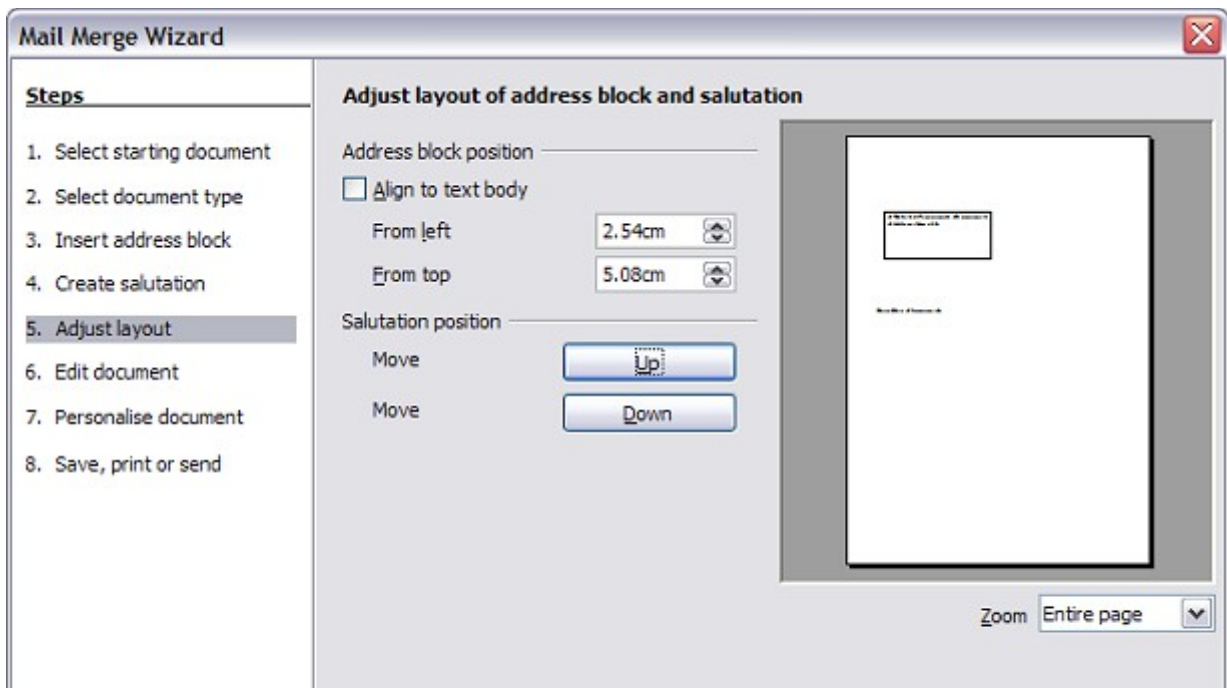 Mail Merge Wizard
Steps
1. Select starting document
2. Select document type
3. Insert address block
4. Create salutation
5. Adjust layout
6. Edit document
7. Personalise document
8. Save, print or send
Adjust layout of address block and salutation
Address block position
Align to text body
From left 2.54cm
From top 5.08cm
Salutation position
Move Up
Move Down
Zoom Entire page